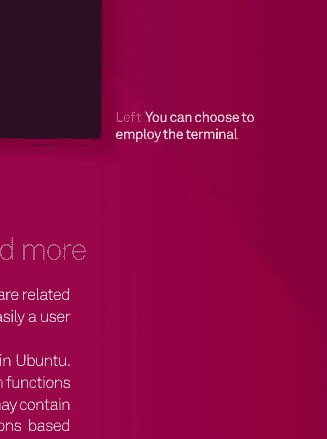 Left You can choose to
employ the terminal
d more
are related
asily a user
in Ubuntu.
n functions
may contain
ons based